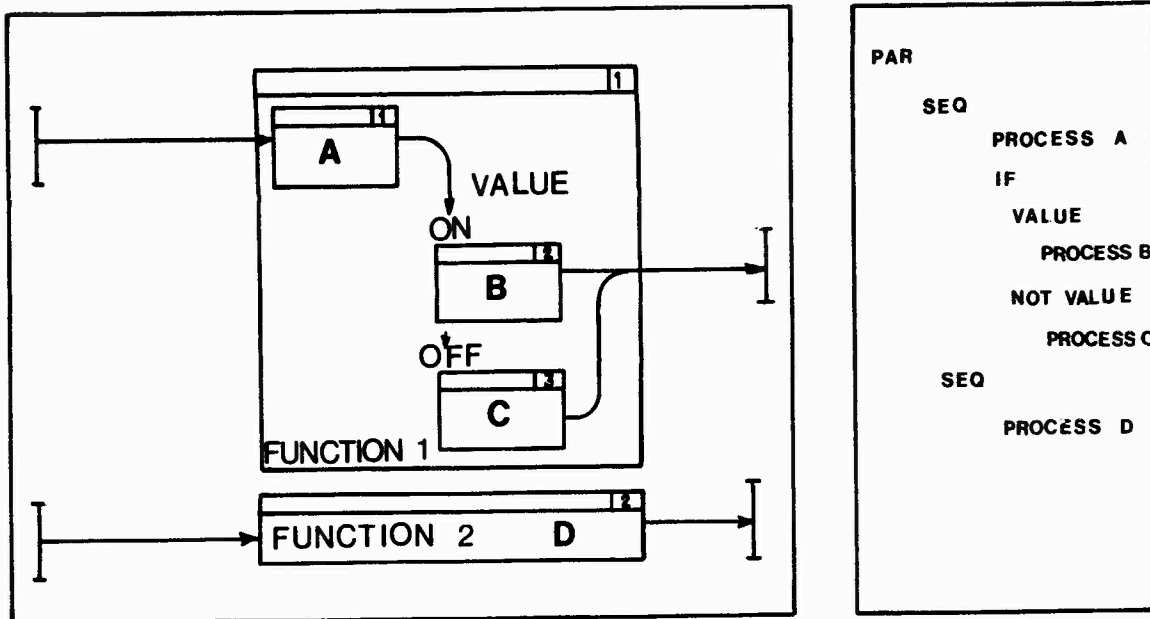 1
1
A
VALUE
ON
2
B
OFF
3
C
FUNCTION 1
2
FUNCTION 2 D
PAR
SEQ
PROCESS A
IF
VALUE
PROCESS B
NOT VALUE
PROCESS C
SEQ
PROCESS D